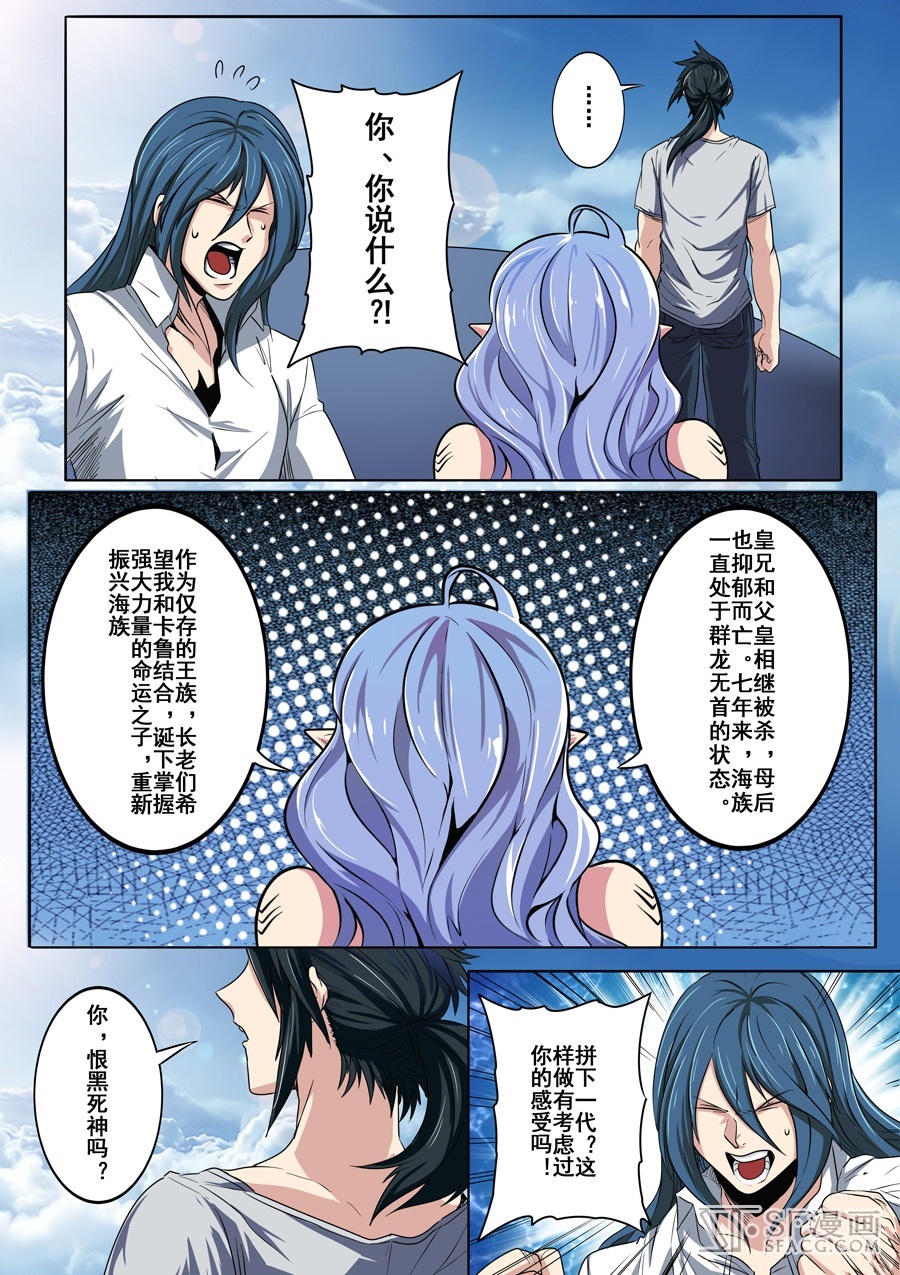 ……
你、你说什么?!
皇兄和父皇相继被杀，母后
也抑郁而亡。七年来，海族
一直处于群龙无首的状态。
作为仅存的王族，长老们希
望我和卡鲁结合，诞下掌握
强大力量的命运之子，重新
振兴海族
拼下一代？这
样做有考虑过
你的感受吗！
你，恨黑死神吗？
SF漫画
SFACG.COM